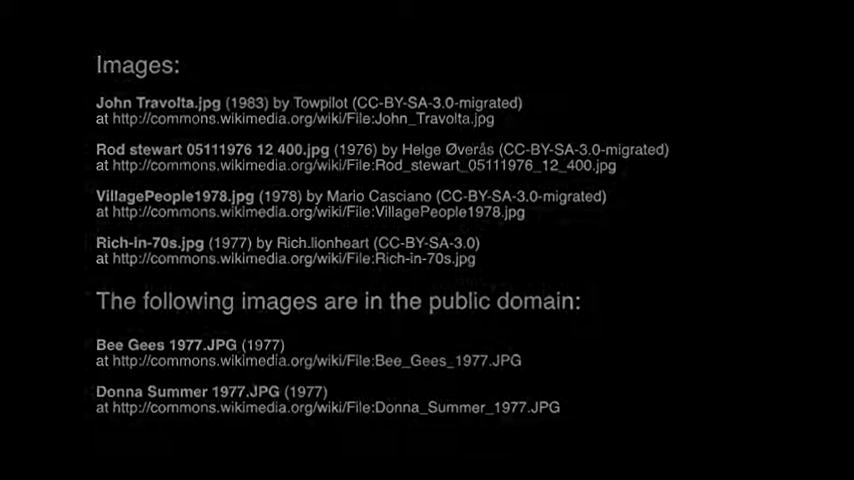 Images:
John Travolta.jpg (1983) by Towpilot (CC-BY-SA-3.0-migrated)
at http://commons.wikimedia.org/wiki/File:John_Travolta.jpg
Rod stewart 05111976 12 400.jpg (1976) by Helge Øverås (CC-BY-SA-3.0-migrated)
at http://commons.wikimedia.org/wiki/File:Rod_stewart_05111976_12_400.jpg
VillagePeople1978.jpg (1978) by Mario Casciano (CC-BY-SA-3.0-migrated)
at http://commons.wikimedia.org/wiki/File:VillagePeople1978.jpg
Rich-in-70s.jpg (1977) by Rich.lionheart (CC-BY-SA-3.0)
at http://commons.wikimedia.org/wiki/File:Rich-in-70s.jpg
The following images are in the public domain:
Bee Gees 1977.JPG (1977)
at http://commons.wikimedia.org/wiki/File:Bee_Gees_1977.JPG
Donna Summer 1977.JPG (1977)
at http://commons.wikimedia.org/wiki/File:Donna_Summer_1977.JPG